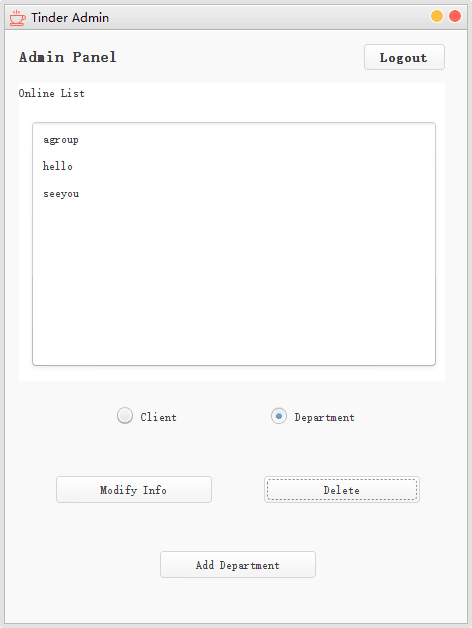 Tinder Admin
Admin Panel
Logout
Online List
agroup
hello
seeyou
Client
Department
Modify Info
Delete
Add Department